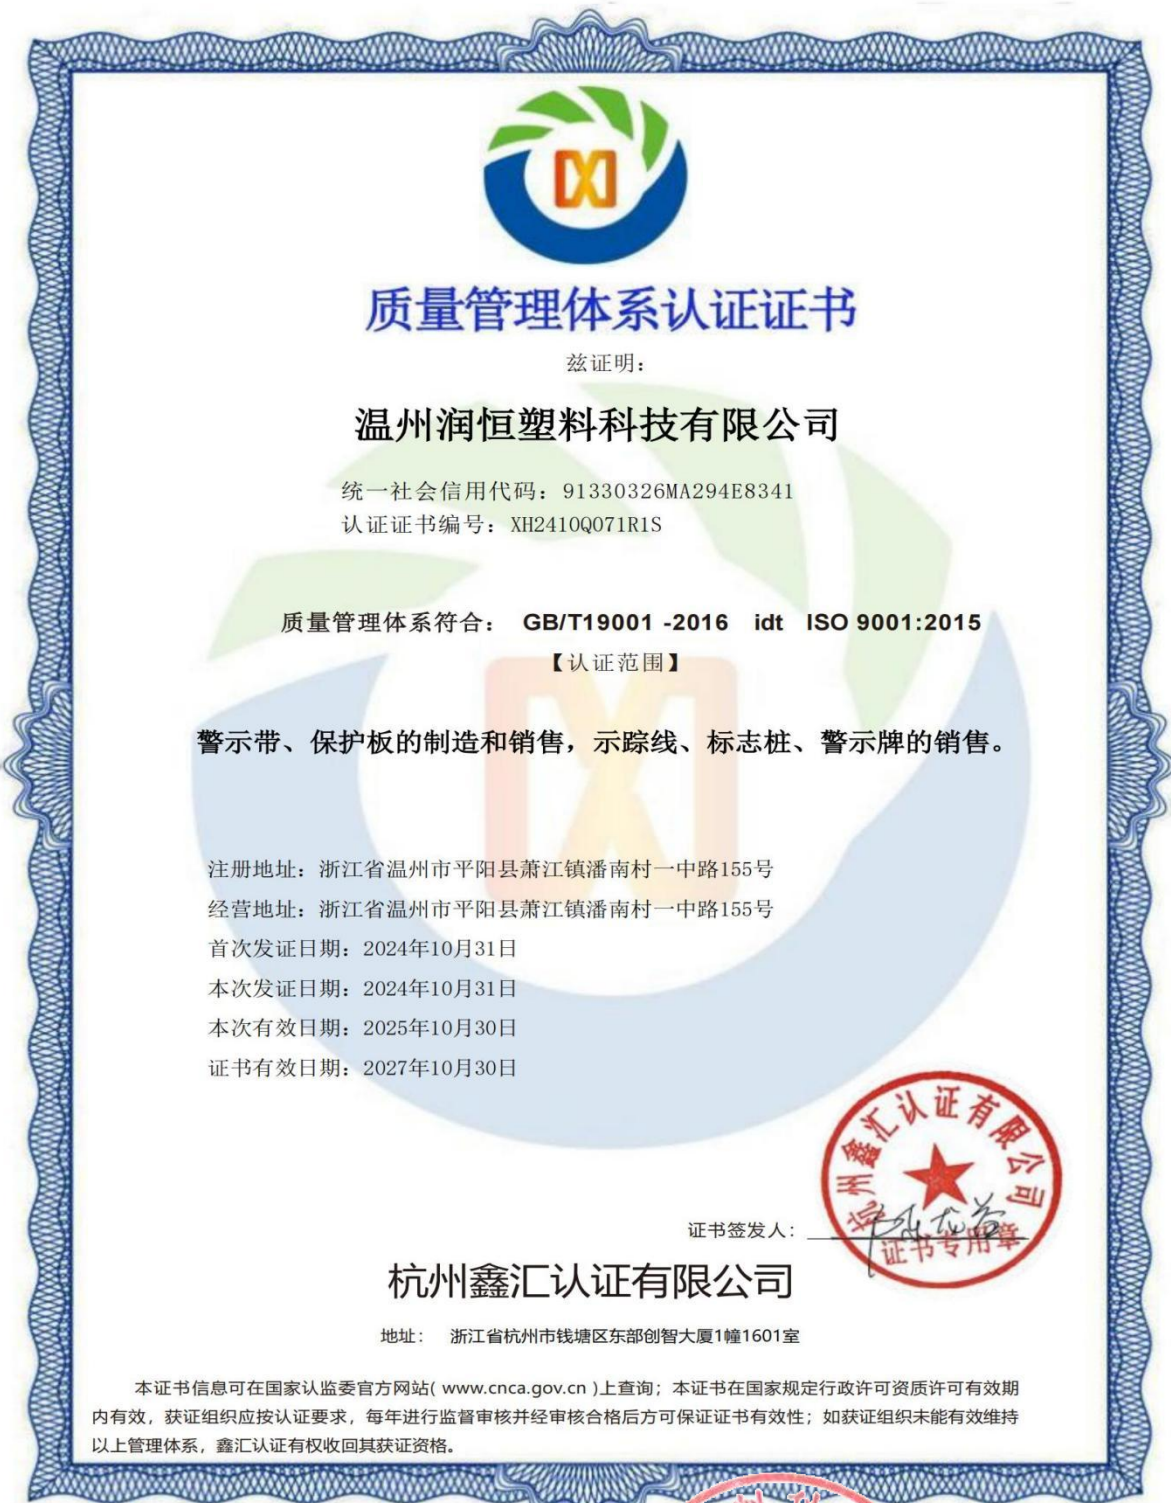 质量管理体系认证证书
兹证明：
温州润恒塑料科技有限公司
统一社会信用代码：91330326MA294E8341
认证证书编号：XH2410Q071R1S
质量管理体系符合： GB/T19001 -2016 idt ISO 9001:2015
【认证范围】
警示带、保护板的制造和销售，示踪线、标志桩、警示牌的销售。
注册地址：浙江省温州市平阳县萧江镇潘南村一中路155号
经营地址：浙江省温州市平阳县萧江镇潘南村一中路155号
首次发证日期：2024年10月31日
本次发证日期：2024年10月31日
本次有效日期：2025年10月30日
证书有效日期：2027年10月30日
杭州鑫汇认证有限公司
证书专用章
证书签发人：
杭州鑫汇认证有限公司
地址： 浙江省杭州市钱塘区东部创智大厦1幢1601室
本证书信息可在国家认监委官方网站( www.cnca.gov.cn )上查询；本证书在国家规定行政许可资质许可有效期
内有效，获证组织应按认证要求，每年进行监督审核并经审核合格后方可保证证书有效性；如获证组织未能有效维持
以上管理体系，鑫汇认证有权收回其获证资格。